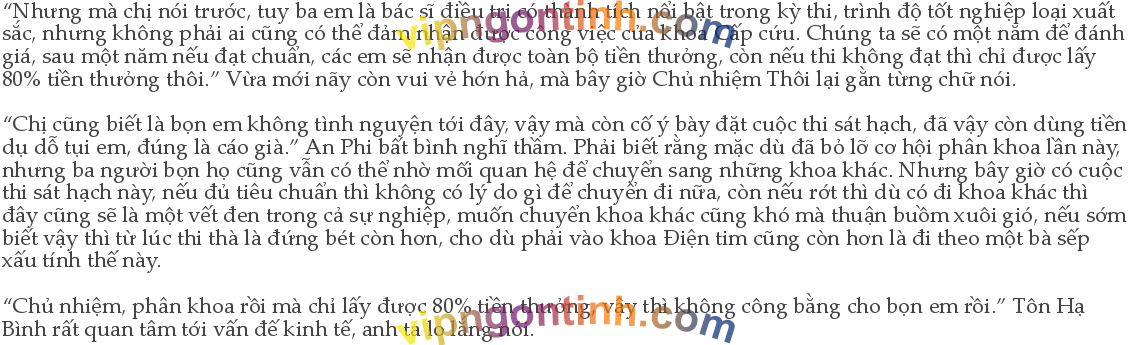 “Nhưng mà chị nói trước, tuy ba em là bác sĩ điều trị có thành tích nổi bật trong kỳ thi, trình độ tốt nghiệp loại xuất
sắc, nhưng không phải ai cũng có thể đảm nhận được công việc của khoa Cấp cứu. Chúng ta sẽ có một năm để đánh
giá, sau một năm nếu đạt chuẩn, các em sẽ nhận được toàn bộ tiền thưởng, còn nếu thi không đạt thì chỉ được lấy
80% tiền thưởng thôi.” Vừa mới nãy còn vui vẻ hớn hả, mà bây giờ Chủ nhiệm Thôi lại gằn từng chữ nói.
“Chị cũng biết là bọn em không tình nguyện tới đây, vậy mà còn cố ý bày đặt cuộc thi sát hạch, đã vậy còn dùng tiền
dụ dỗ tụi em, đúng là cáo già.” An Phi bất bình nghĩ thầm. Phải biết rằng mặc dù đã bỏ lỡ cơ hội phân khoa lần này,
nhưng ba người bọn họ cũng vẫn có thể nhờ mối quan hệ để chuyển sang những khoa khác. Nhưng bây giờ có cuộc
thi sát hạch này, nếu đủ tiêu chuẩn thì không có lý do gì để chuyển đi nữa, còn nếu rớt thì dù có đi khoa khác thì
đây cũng sẽ là một vết đen trong cả sự nghiệp, muốn chuyển khoa khác cũng khó mà thuận buồm xuôi gió, nếu sớm
biết vậy thì từ lúc thi thà là đứng bét còn hơn, cho dù phải vào khoa Điện tim cũng còn hơn là đi theo một bà sếp
xấu tính thế này.
“Chủ nhiệm, phân khoa rồi mà chỉ lấy được 80% tiền thưởng, vậy thì không công bằng cho bọn em rồi.” Tôn Hạ
Bình rất quan tâm tới vấn đề kinh tế, anh ta lo lắng nói.
vipngontinh.com
vipngontinh.com